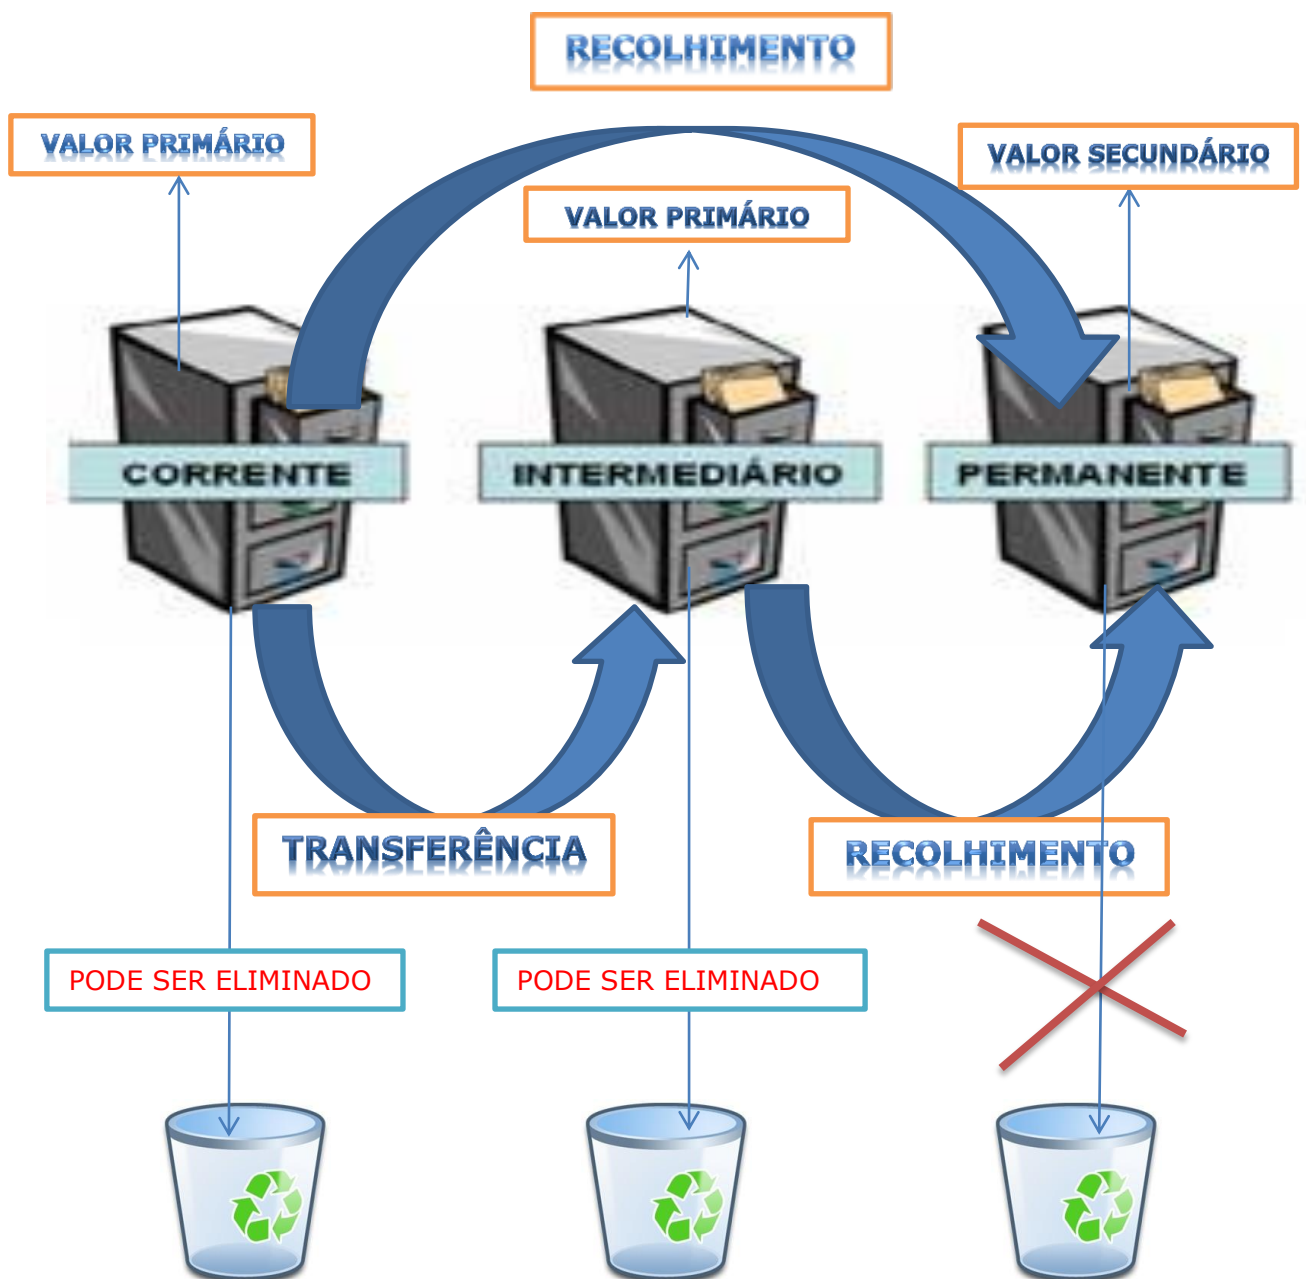 RECOLHIMENTO
VALOR PRIMÁRIO
VALOR SECUNDÁRIO
VALOR PRIMÁRIO
CORRENTE
INTERMEDIÁRIO
PERMANENTE
TRANSFERÊNCIA
RECOLHIMENTO
PODE SER ELIMINADO
PODE SER ELIMINADO